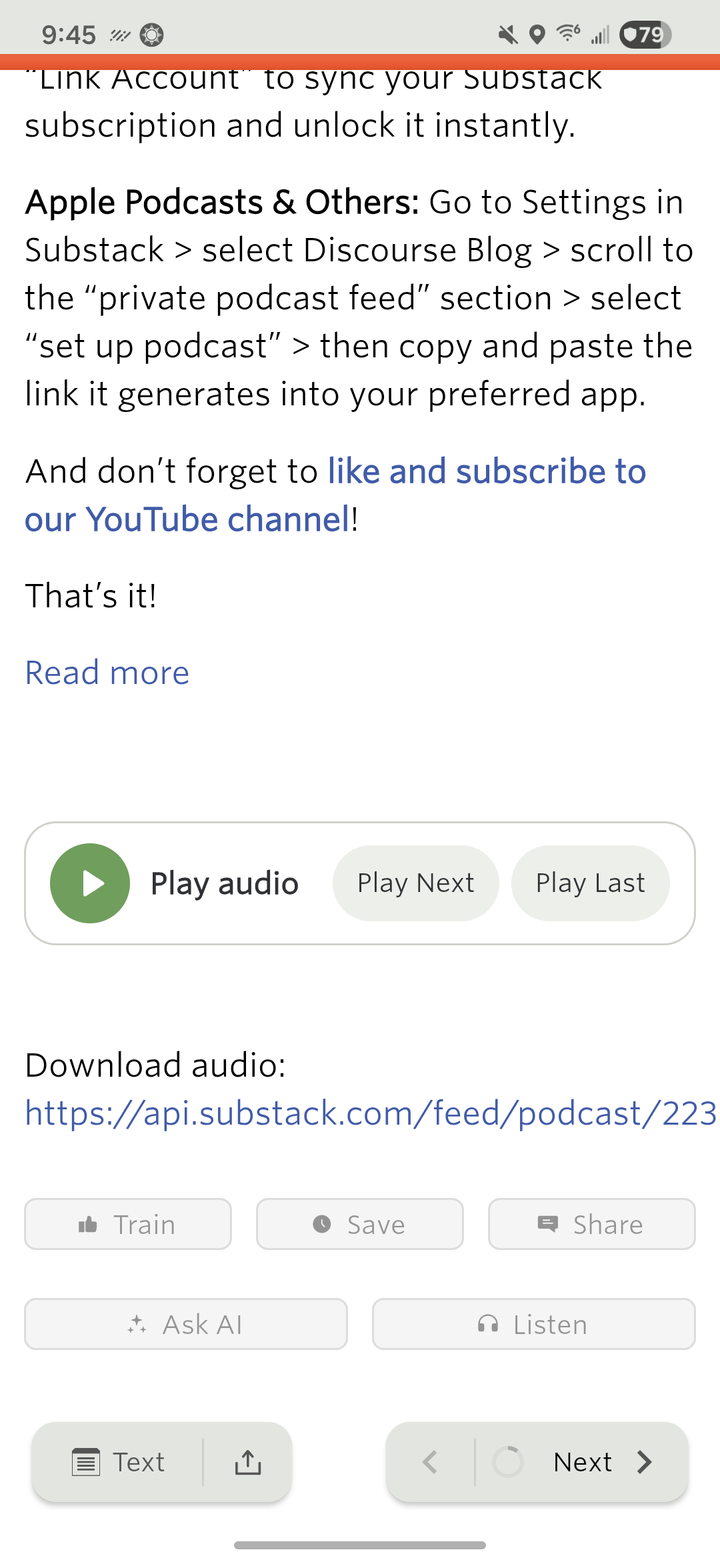 9:45
79
“Link Account” to sync your Substack
subscription and unlock it instantly.
Apple Podcasts & Others: Go to Settings in
Substack > select Discourse Blog > scroll to
the “private podcast feed” section > select
“set up podcast” > then copy and paste the
link it generates into your preferred app.
And don’t forget to like and subscribe to
our YouTube channel!
That’s it!
Read more
Play audio
Play Next
Play Last
Download audio:
https://api.substack.com/feed/podcast/223
Train
Save
Share
Ask AI
Listen
Text
Next